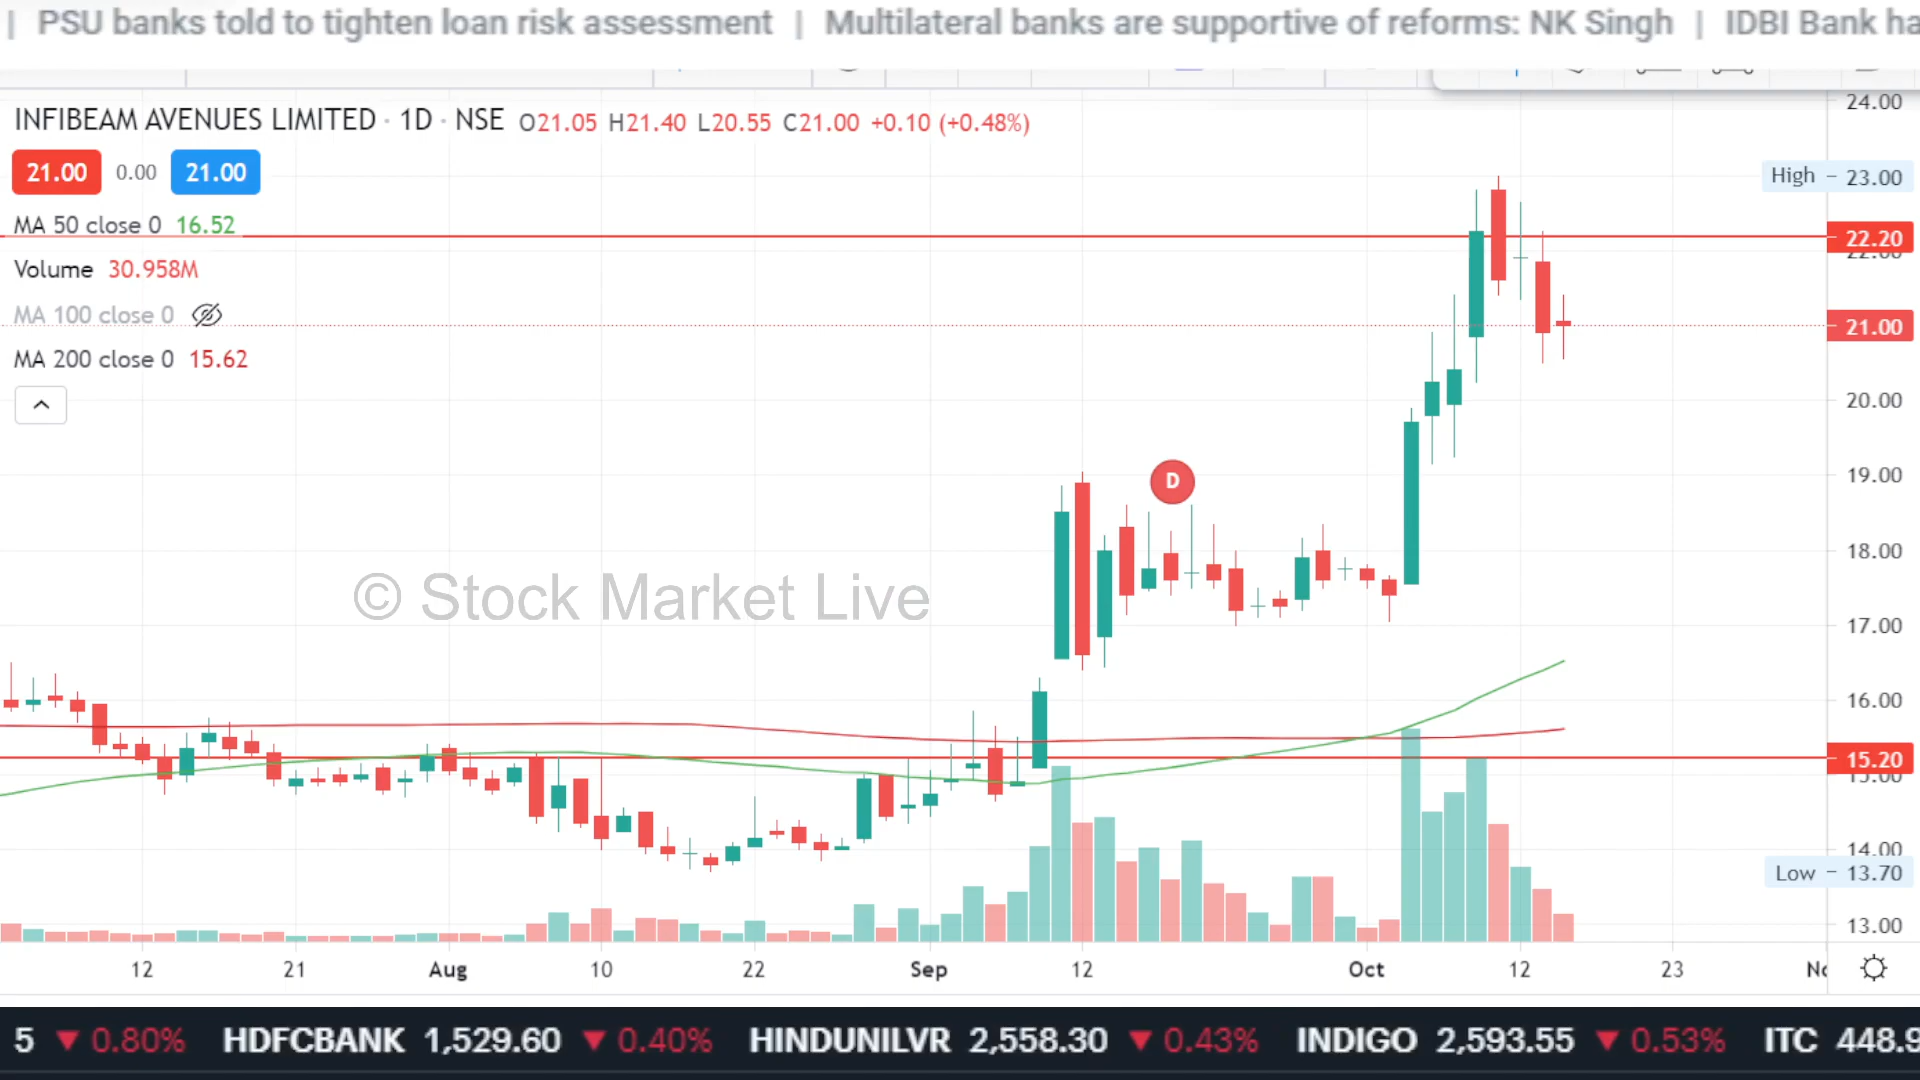 | PSU banks told to tighten loan risk assessment | Multilateral banks are supportive of reforms: NK Singh | IDBI Bank ha
INFIBEAM AVENUES LIMITED · 1D · NSE O21.05 H21.40 L20.55 C21.00 +0.10 (+0.48%)
21.00 0.00 21.00
MA 50 close 0 16.52
Volume 30.958M
MA 100 close 0
MA 200 close 0 15.62
24.00
High 23.00
22.20
22.00
21.00
20.00
D
19.00
18.00
© Stock Market Live
17.00
16.00
15.20
15.00
14.00
Low 13.70
13.00
12 21 Aug 10 22 Sep 12 Oct 12 23
5 ▼ 0.80% HDFCBANK 1,529.60 ▼ 0.40% HINDUNILVR 2,558.30 ▼ 0.43% INDIGO 2,593.55 ▼ 0.53% ITC 448.9